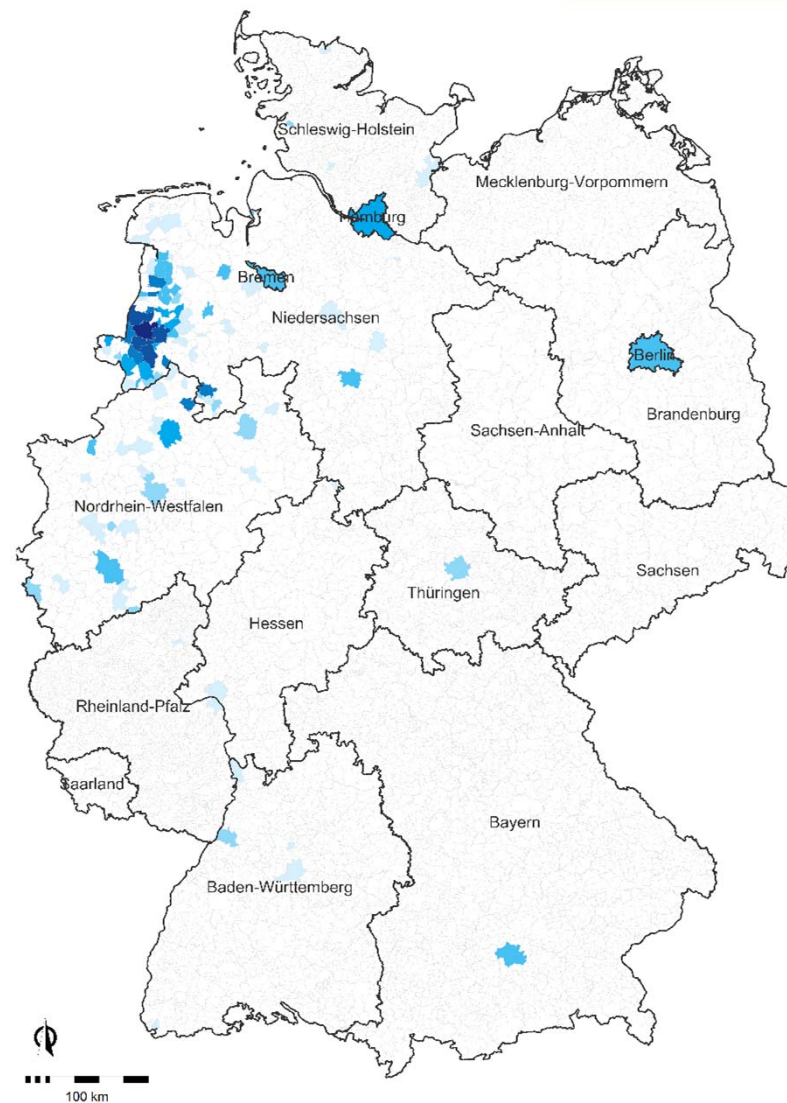 Schleswig-Holstein
Mecklenburg-Vorpommern
Hamburg
Bremen
Niedersachsen
Berlin
Brandenburg
Sachsen-Anhalt
Nordrhein-Westfalen
Sachsen
Thüringen
Hessen
Rheinland-Pfalz
Saarland
Bayern
Baden-Württemberg
100 km